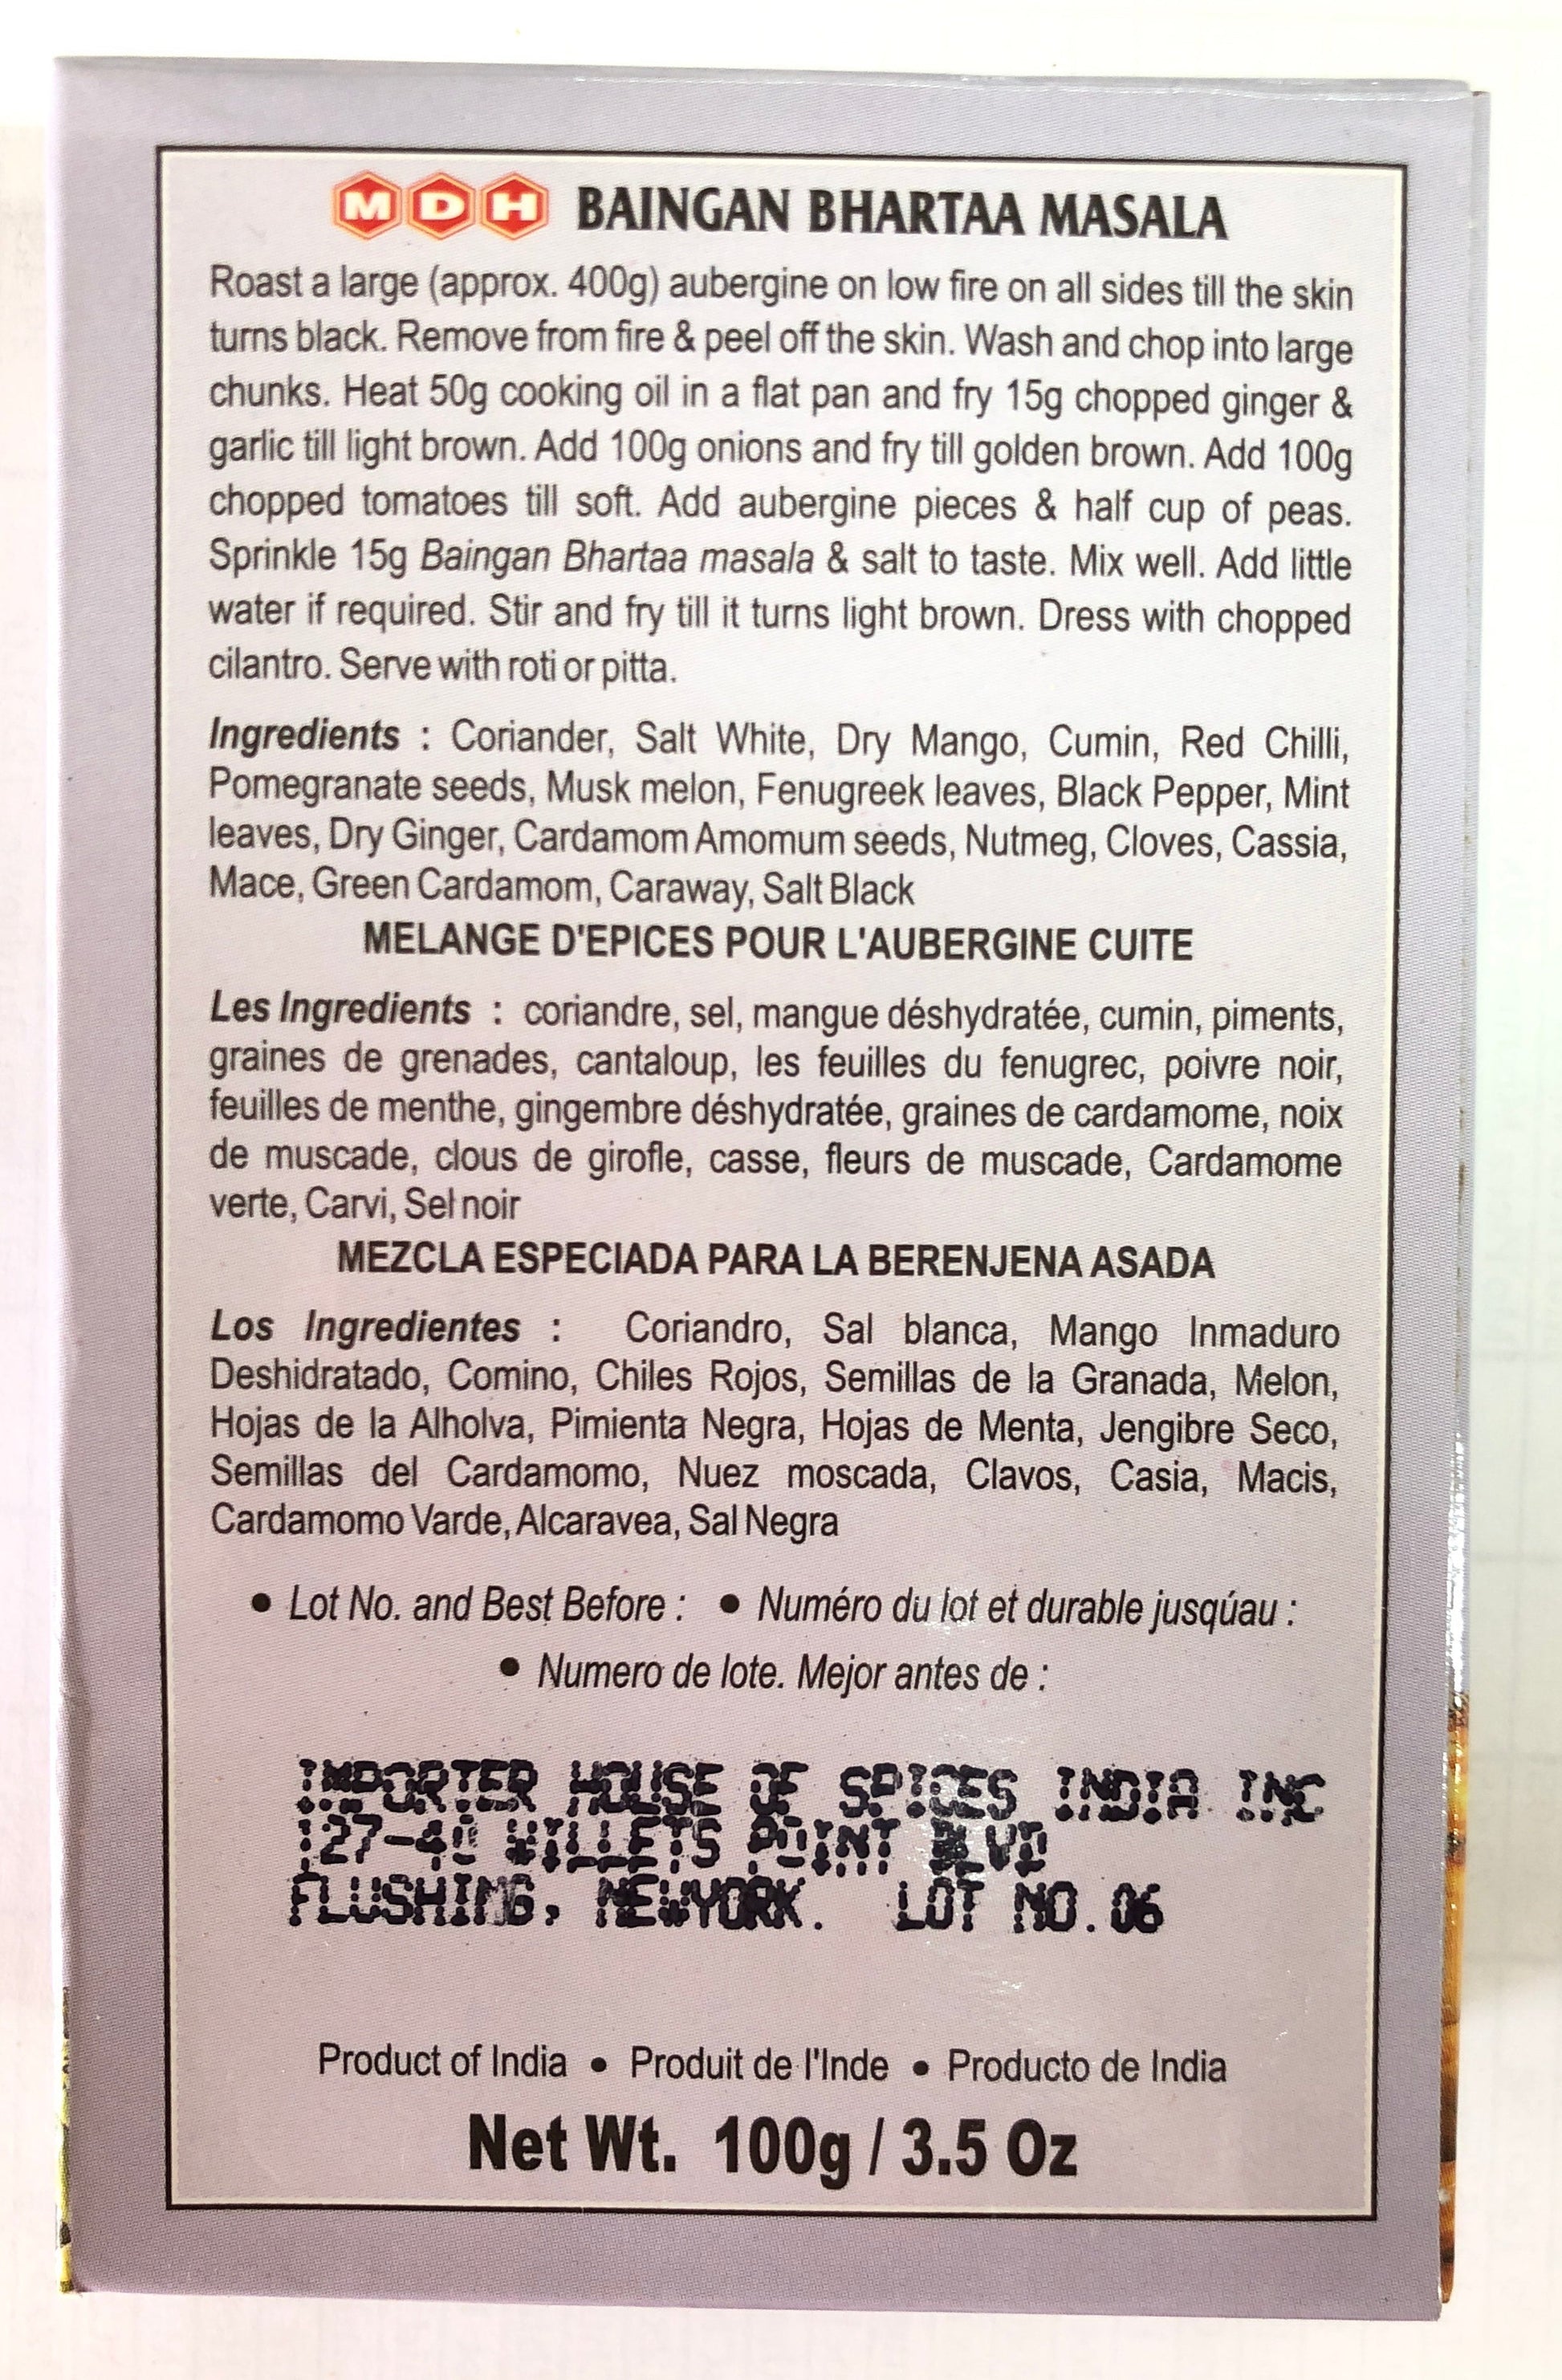 MDH BAINGAN BHARTAA MASALA
Roast a large (approx. 400g) aubergine on low fire on all sides till the skin
turns black. Remove from fire & peel off the skin. Wash and chop into large
chunks. Heat 50g cooking oil in a flat pan and fry 15g chopped ginger &
garlic till light brown. Add 100g onions and fry till golden brown. Add 100g
chopped tomatoes till soft. Add aubergine pieces & half cup of peas.
Sprinkle 15g Baingan Bhartaa masala & salt to taste. Mix well. Add little
water if required. Stir and fry till it turns light brown. Dress with chopped
cilantro. Serve with roti or pitta.
Ingredients : Coriander, Salt White, Dry Mango, Cumin, Red Chilli,
Pomegranate seeds, Musk melon, Fenugreek leaves, Black Pepper, Mint
leaves, Dry Ginger, Cardamom Amomum seeds, Nutmeg, Cloves, Cassia,
Mace, Green Cardamom, Caraway, Salt Black
MELANGE D'EPICES POUR L'AUBERGINE CUITE
Les Ingredients : coriandre, sel, mangue déshydratée, cumin, piments,
graines de grenades, cantaloup, les feuilles du fenugrec, poivre noir,
feuilles de menthe, gingembre déshydratée, graines de cardamome, noix
de muscade, clous de girofle, casse, fleurs de muscade, Cardamome
verte, Carvi, Sel noir
MEZCLA ESPECIADA PARA LA BERENJENA ASADA
Los Ingredientes : Coriandro, Sal blanca, Mango Inmaduro
Deshidratado, Comino, Chiles Rojos, Semillas de la Granada, Melon,
Hojas de la Alholva, Pimienta Negra, Hojas de Menta, Jengibre Seco,
Semillas del Cardamomo, Nuez moscada, Clavos, Casia, Macis,
Cardamomo Varde, Alcaravea, Sal Negra
• Lot No. and Best Before : • Numéro du lot et durable jusqúau :
• Numero de lote. Mejor antes de :
IMPORTER HOUSE OF SPICES INDIA INC
127-40 WILLETS POINT BLVD
FLUSHING, NEWYORK. LOT NO.06
Product of India • Produit de l'Inde • Producto de India
Net Wt. 100g / 3.5 Oz